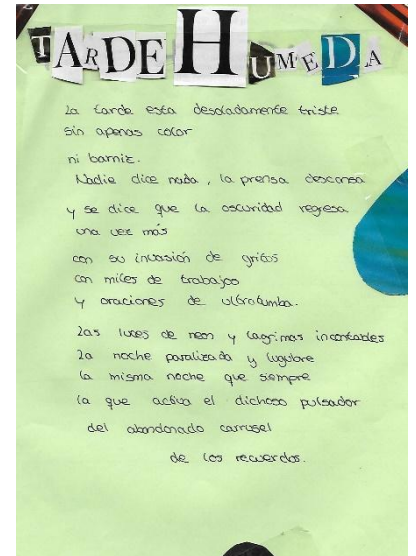 TARDE HUMEDA
La tarde esta desoladamente triste
sin apenas color
ni barniz.
Nadie dice nada, la prensa descansa
y se dice que la oscuridad regresa
una vez más
con su invasión de gritos
con miles de trabajos
y oraciones de ultratumba.
Las luces de neon y lagrimas incontables
La noche paralizada y lugubre
la misma noche que siempre
la que activa el dichoso pulsador
del abandonado carrusel
de los recuerdos.